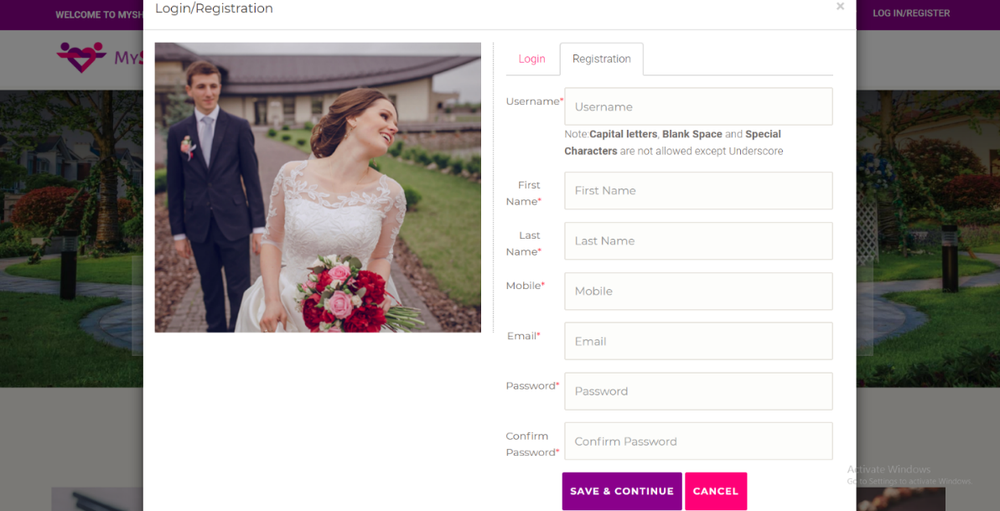 Login/Registration
×
WELCOME TO MYSH
LOG IN/REGISTER
MyS
Login
Registration
Username*
Username
Note:Capital letters, Blank Space and Special
Characters are not allowed except Underscore
First
Name*
First Name
Last
Name*
Last Name
Mobile*
Mobile
Email*
Email
Password*
Password
Confirm
Password*
Confirm Password
SAVE & CONTINUE
CANCEL
Activate Windows
Go to Settings to activate Windows.